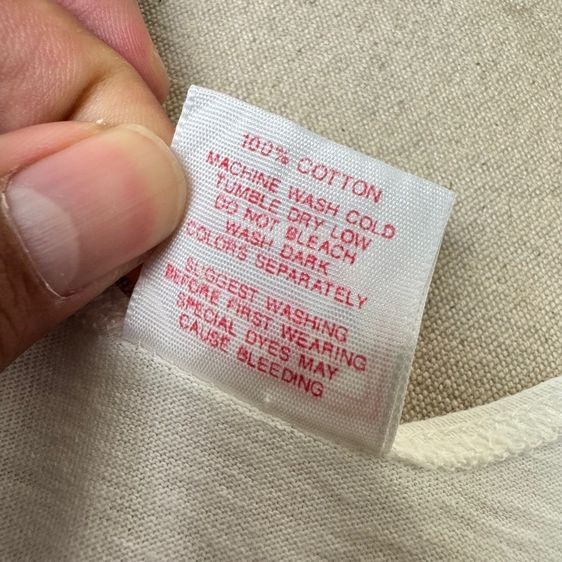 100% COTTON
MACHINE WASH COLD
TUMBLE DRY LOW
DO NOT BLEACH
WASH DARK
COLORS SEPARATELY
SUGGEST WASHING
BEFORE FIRST WEARING
SPECIAL DYES MAY
CAUSE BLEEDING